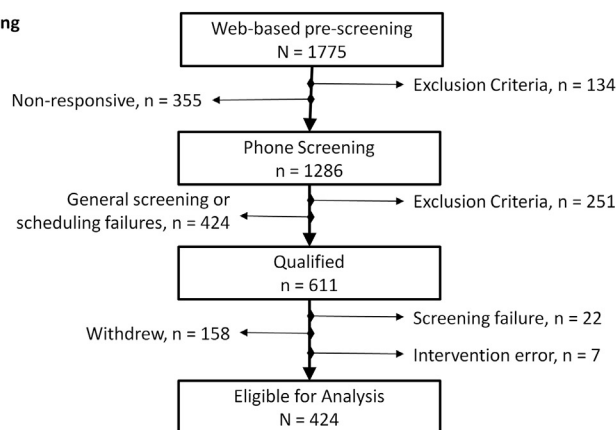 ng
Web-based pre-screening
N = 1775
Exclusion Criteria, n = 134
Non-responsive, n = 355
Phone Screening
n = 1286
General screening or
scheduling failures, n = 424
Exclusion Criteria, n = 251
Qualified
n = 611
Screening failure, n = 22
Withdrew, n = 158
Intervention error, n = 7
Eligible for Analysis
N = 424